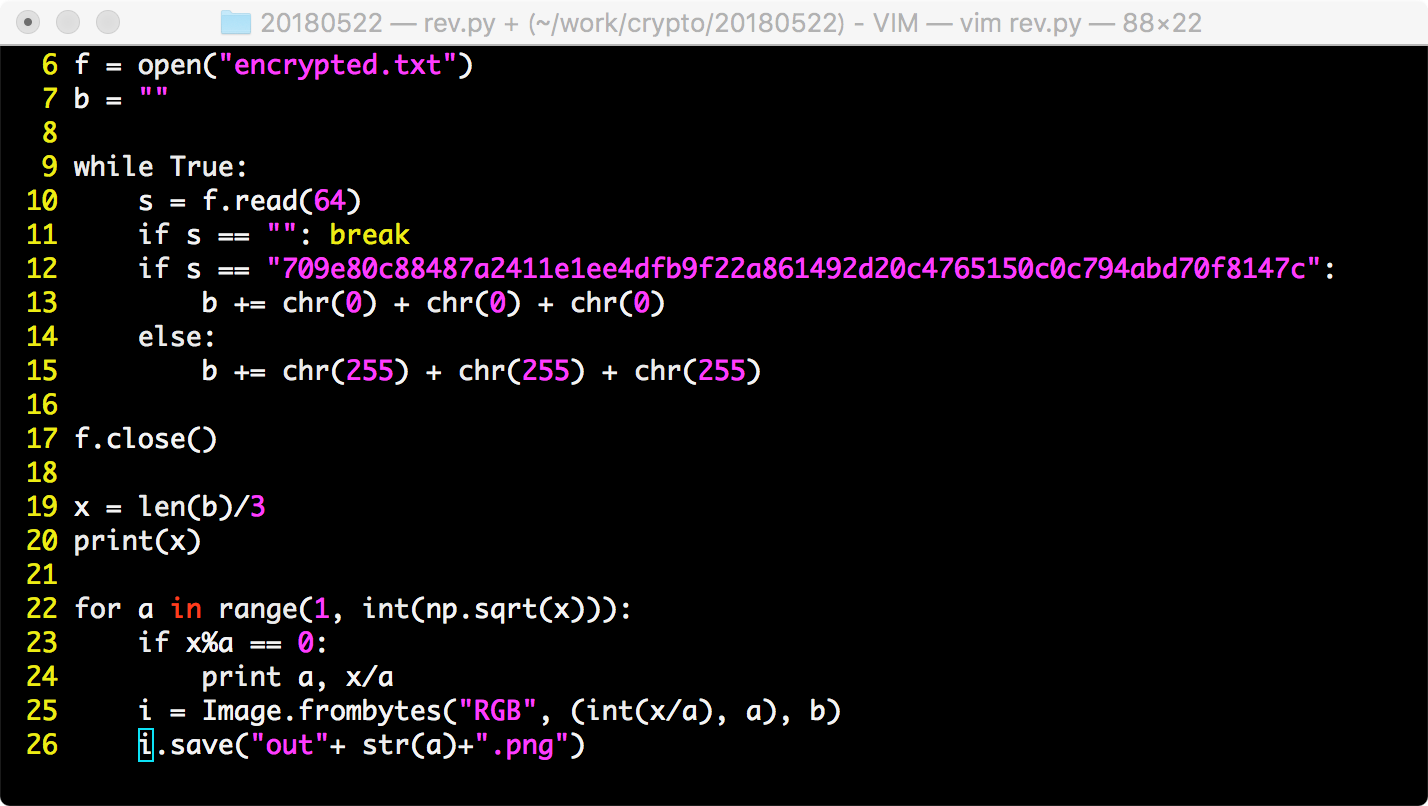 20180522 — rev.py + (~/work/crypto/20180522) - VIM — vim rev.py — 88×22
6 f = open("encrypted.txt")
7 b = ""
8
9 while True:
10     s = f.read(64)
11     if s == "": break
12     if s == "709e80c88487a2411e1ee4dfb9f22a861492d20c4765150c0c794abd70f8147c":
13         b += chr(0) + chr(0) + chr(0)
14     else:
15         b += chr(255) + chr(255) + chr(255)
16
17 f.close()
18
19 x = len(b)/3
20 print(x)
21
22 for a in range(1, int(np.sqrt(x))):
23     if x%a == 0:
24         print a, x/a
25     i = Image.frombytes("RGB", (int(x/a), a), b)
26     i.save("out"+ str(a)+".png")